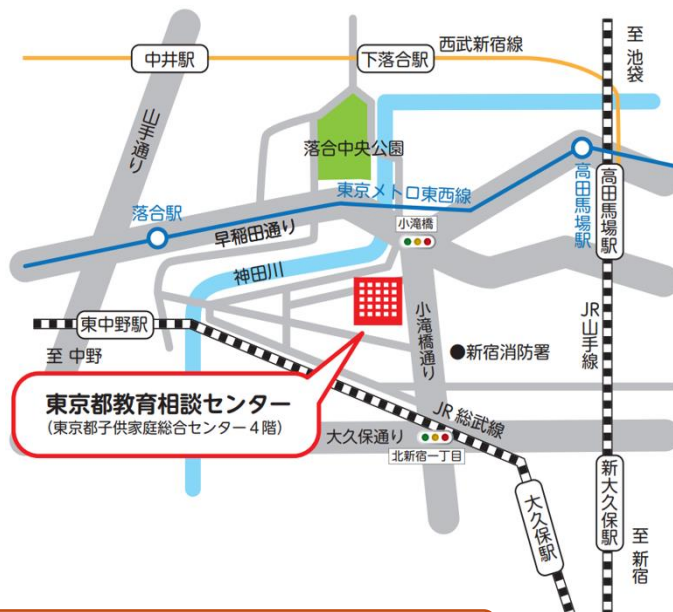 中井駅
下落合駅
西武新宿線
至 池袋
山手通り
落合中央公園
東京メトロ東西線
高田馬場駅
高田馬場駅
落合駅
小滝橋
早稲田通り
神田川
小滝橋通り
JR山手線
東中野駅
●新宿消防署
至 中野
東京都教育相談センター
(東京都子供家庭総合センター4階)
JR総武線
大久保通り
北新宿一丁目
大久保駅
新大久保駅
至 新宿